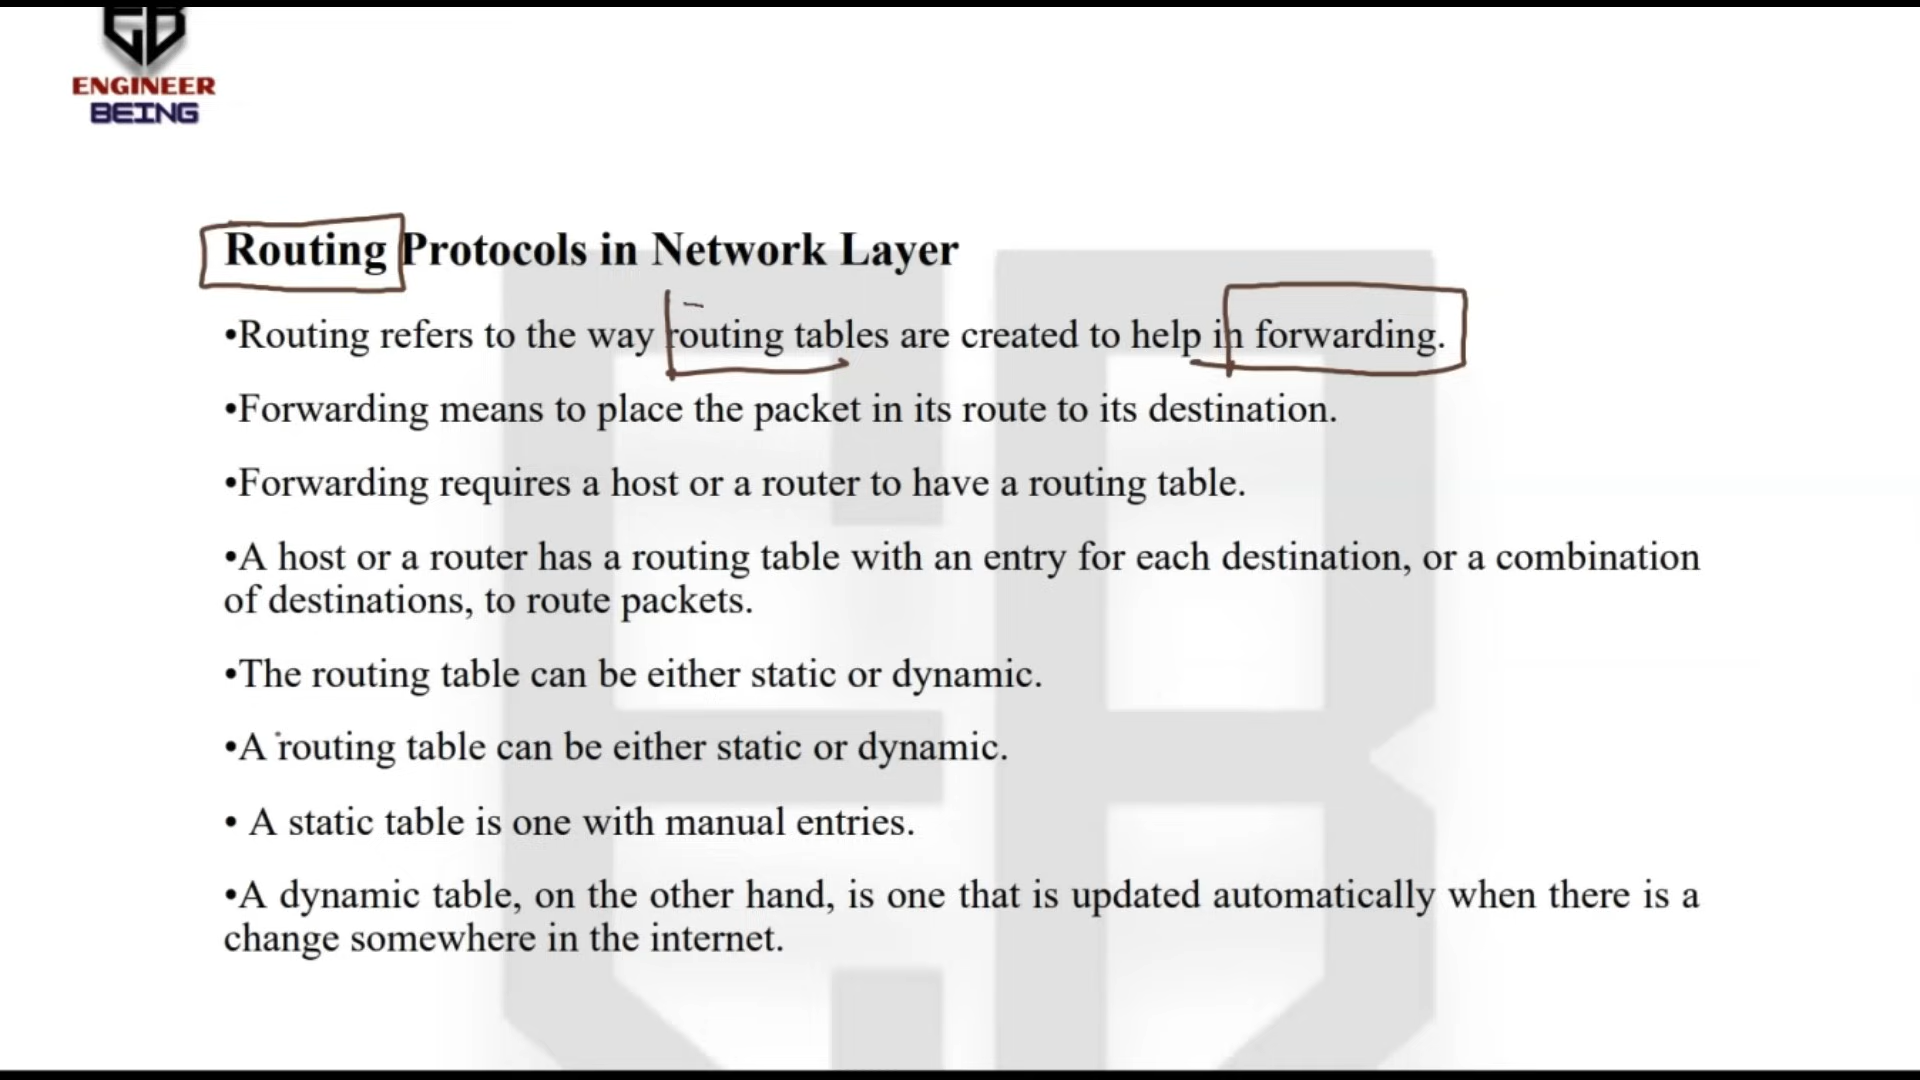 ENGINEER
BEING
Routing Protocols in Network Layer
•Routing refers to the way routing tables are created to help in forwarding.
•Forwarding means to place the packet in its route to its destination.
•Forwarding requires a host or a router to have a routing table.
•A host or a router has a routing table with an entry for each destination, or a combination
of destinations, to route packets.
•The routing table can be either static or dynamic.
•A routing table can be either static or dynamic.
• A static table is one with manual entries.
•A dynamic table, on the other hand, is one that is updated automatically when there is a
change somewhere in the internet.